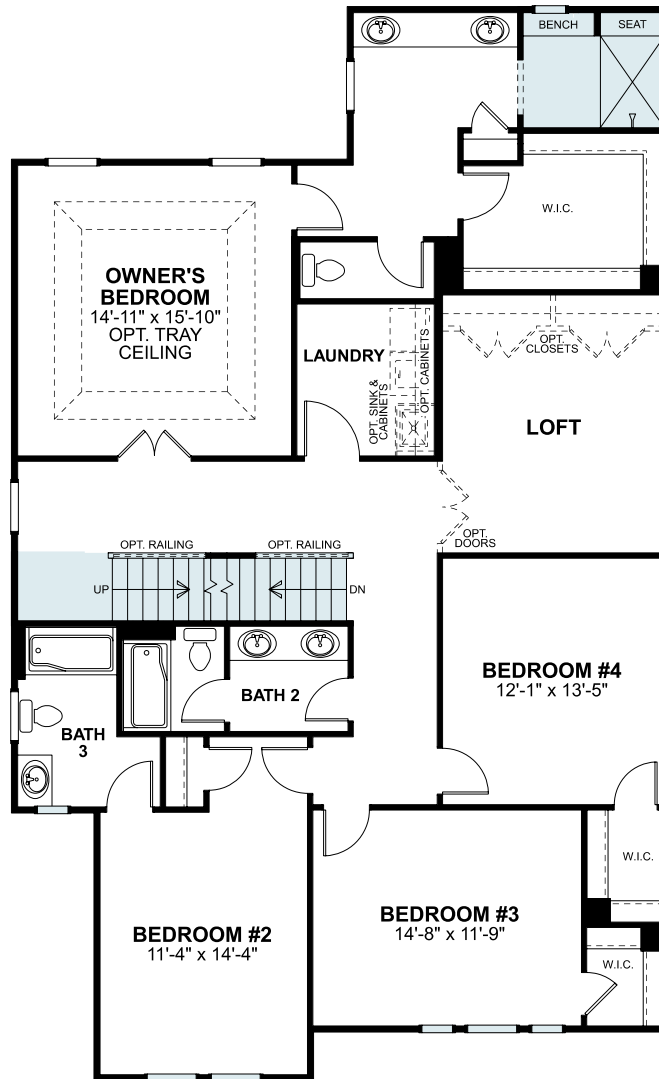 BENCH
SEAT
W.I.C.
OWNER'S
BEDROOM
14'-11" x 15'-10"
OPT. TRAY
CEILING
LAUNDRY
OPT. SINK &
CABINETS
OPT. CABINETS
OPT.
CLOSETS
LOFT
OPT.
DOORS
OPT. RAILING
OPT. RAILING
UP
DN
BATH 2
BATH
3
BEDROOM #4
12'-1" x 13'-5"
W.I.C.
BEDROOM #3
14'-8" x 11'-9"
BEDROOM #2
11'-4" x 14'-4"
W.I.C.